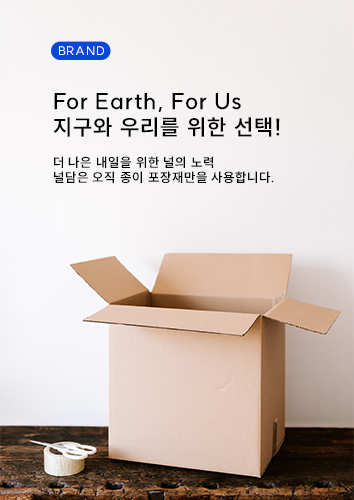 BRAND
For Earth, For Us
지구와 우리를 위한 선택!
더 나은 내일을 위한 널의 노력
널담은 오직 종이 포장재만을 사용합니다.